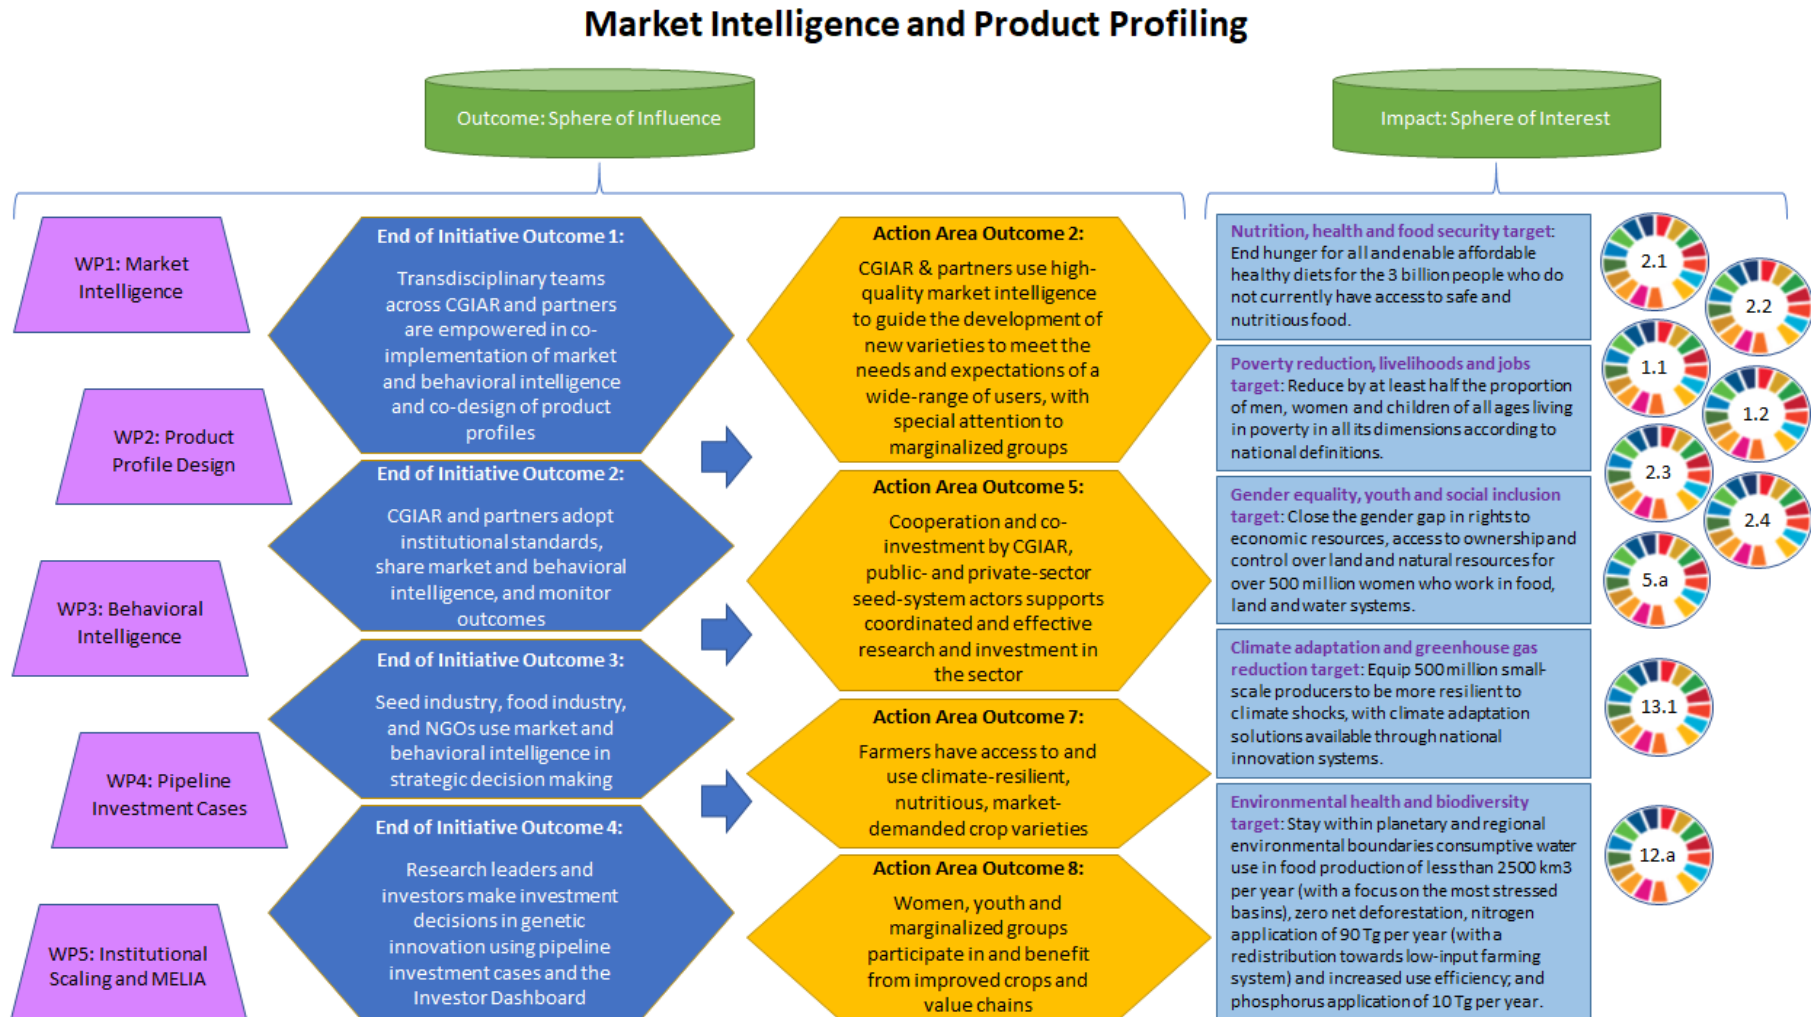 Market Intelligence and Product Profiling
Outcome: Sphere of Influence
Impact: Sphere of Interest
WP1: Market
Intelligence
WP2: Product
Profile Design
WP3: Behavioral
Intelligence
WP4: Pipeline
Investment Cases
WP5: Institutional
Scaling and MELIA
End of Initiative Outcome 1:
Transdisciplinary teams
across CGIAR and partners
are empowered in co-
implementation of market
and behavioral intelligence
and co-design of product
profiles
End of Initiative Outcome 2:
CGIAR and partners adopt
institutional standards,
share market and behavioral
intelligence, and monitor
outcomes
End of Initiative Outcome 3:
Seed industry, food industry,
and NGOs use market and
behavioral intelligence in
strategic decision making
End of Initiative Outcome 4:
Research leaders and
investors make investment
decisions in genetic
innovation using pipeline
investment cases and the
Investor Dashboard
Action Area Outcome 2:
CGIAR & partners use high-
quality market intelligence
to guide the development of
new varieties to meet the
needs and expectations of a
wide-range of users, with
special attention to
marginalized groups
Action Area Outcome 5:
Cooperation and co-
investment by CGIAR,
public- and private-sector
seed-system actors supports
coordinated and effective
research and investment in
the sector
Action Area Outcome 7:
Farmers have access to and
use climate-resilient,
nutritious, market-
demanded crop varieties
Action Area Outcome 8:
Women, youth and
marginalized groups
participate in and benefit
from improved crops and
value chains
Nutrition, health and food security target:
End hunger for all and enable affordable
healthy diets for the 3 billion people who do
not currently have access to safe and
nutritious food.
Poverty reduction, livelihoods and jobs
target: Reduce by at least half the proportion
of men, women and children of all ages living
in poverty in all its dimensions according to
national definitions.
Gender equality, youth and social inclusion
target: Close the gender gap in rights to
economic resources, access to ownership and
control over land and natural resources for
over 500 million women who work in food,
land and water systems.
Climate adaptation and greenhouse gas
reduction target: Equip 500 million small-
scale producers to be more resilient to
climate shocks, with climate adaptation
solutions available through national
innovation systems.
Environmental health and biodiversity
target: Stay within planetary and regional
environmental boundaries consumptive water
use in food production of less than 2500 km3
per year (with a focus on the most stressed
basins), zero net deforestation, nitrogen
application of 90 Tg per year (with a
redistribution towards low-input farming
system) and increased use efficiency; and
phosphorus application of 10 Tg per year.
2.1
2.2
1.1
1.2
2.3
2.4
5.a
13.1
12.a